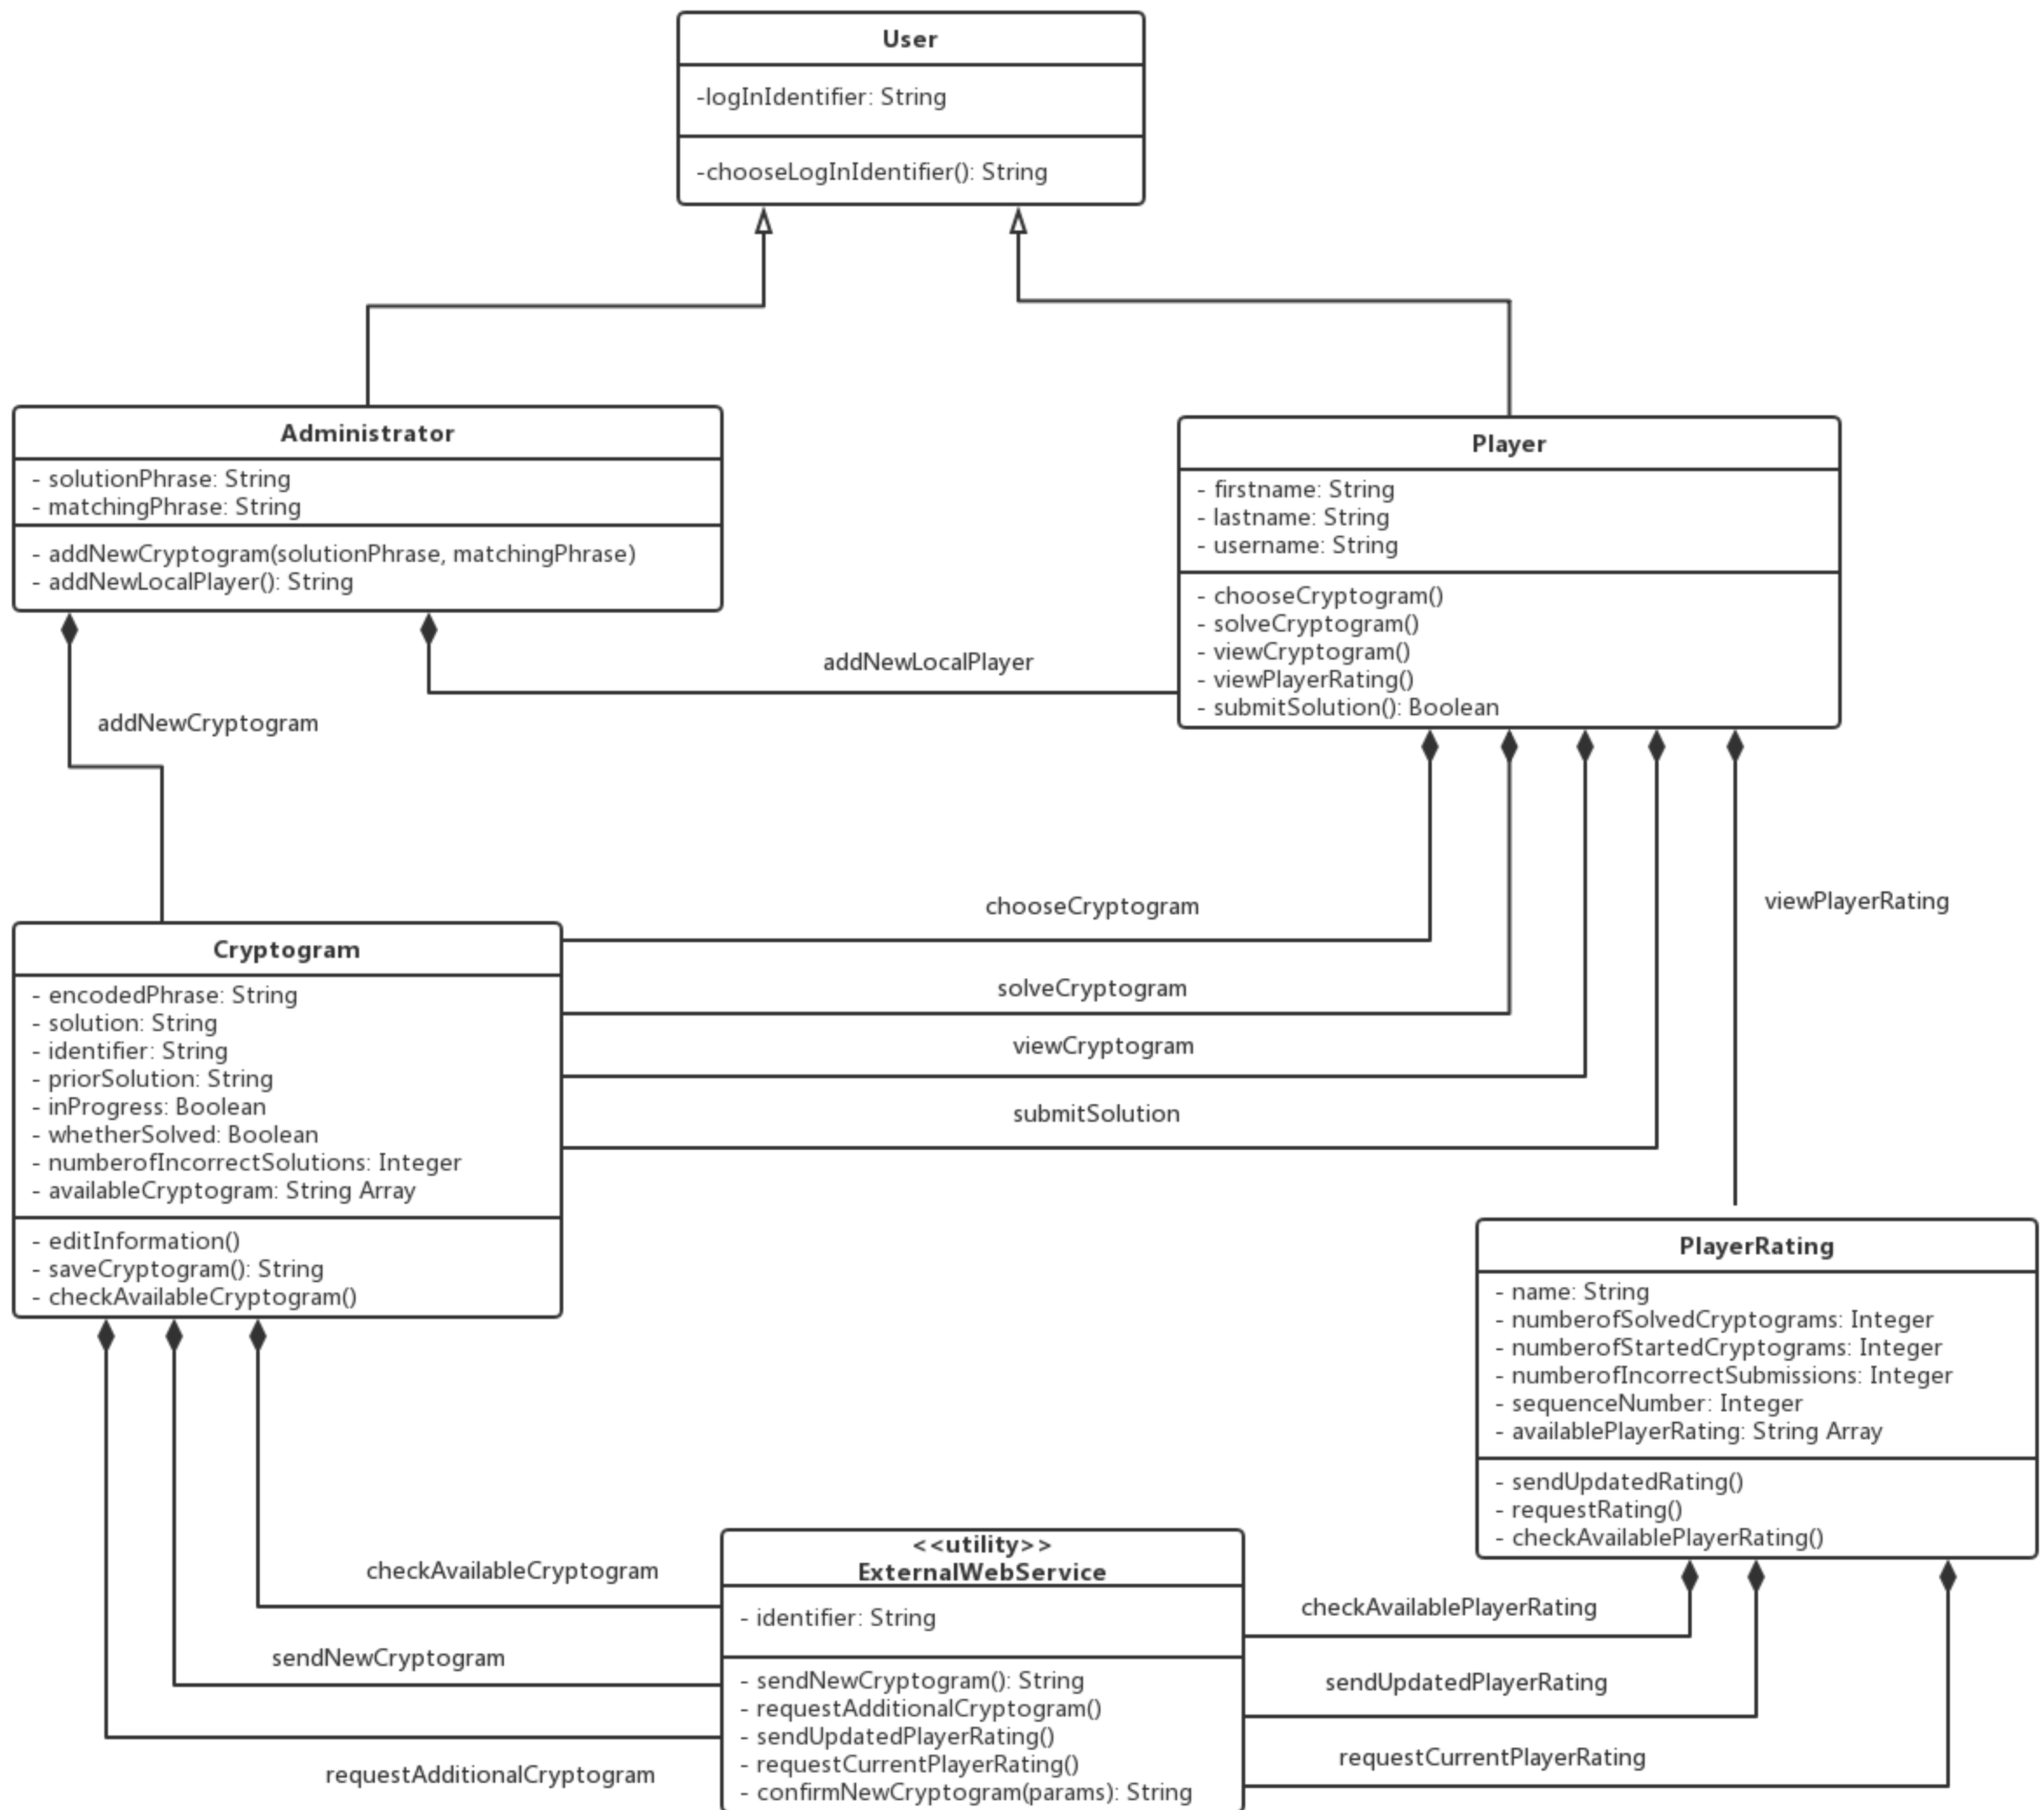 User
-logInIdentifier: String
-chooseLogInIdentifier(): String
Administrator
- solutionPhrase: String
- matchingPhrase: String
- addNewCryptogram(solutionPhrase, matchingPhrase)
- addNewLocalPlayer(): String
Player
- firstname: String
- lastname: String
- username: String
- chooseCryptogram()
- solveCryptogram()
- viewCryptogram()
- viewPlayerRating()
- submitSolution(): Boolean
addNewLocalPlayer
addNewCryptogram
chooseCryptogram
viewPlayerRating
solveCryptogram
viewCryptogram
submitSolution
Cryptogram
- encodedPhrase: String
- solution: String
- identifier: String
- priorSolution: String
- inProgress: Boolean
- whetherSolved: Boolean
- numberofIncorrectSolutions: Integer
- availableCryptogram: String Array
- editInformation()
- saveCryptogram(): String
- checkAvailableCryptogram()
PlayerRating
- name: String
- numberofSolvedCryptograms: Integer
- numberofStartedCryptograms: Integer
- numberofIncorrectSubmissions: Integer
- sequenceNumber: Integer
- availablePlayerRating: String Array
- sendUpdatedRating()
- requestRating()
- checkAvailablePlayerRating()
checkAvailableCryptogram
sendNewCryptogram
requestAdditionalCryptogram
<<utility>>
ExternalWebService
- identifier: String
- sendNewCryptogram(): String
- requestAdditionalCryptogram()
- sendUpdatedPlayerRating()
- requestCurrentPlayerRating()
- confirmNewCryptogram(params): String
checkAvailablePlayerRating
sendUpdatedPlayerRating
requestCurrentPlayerRating